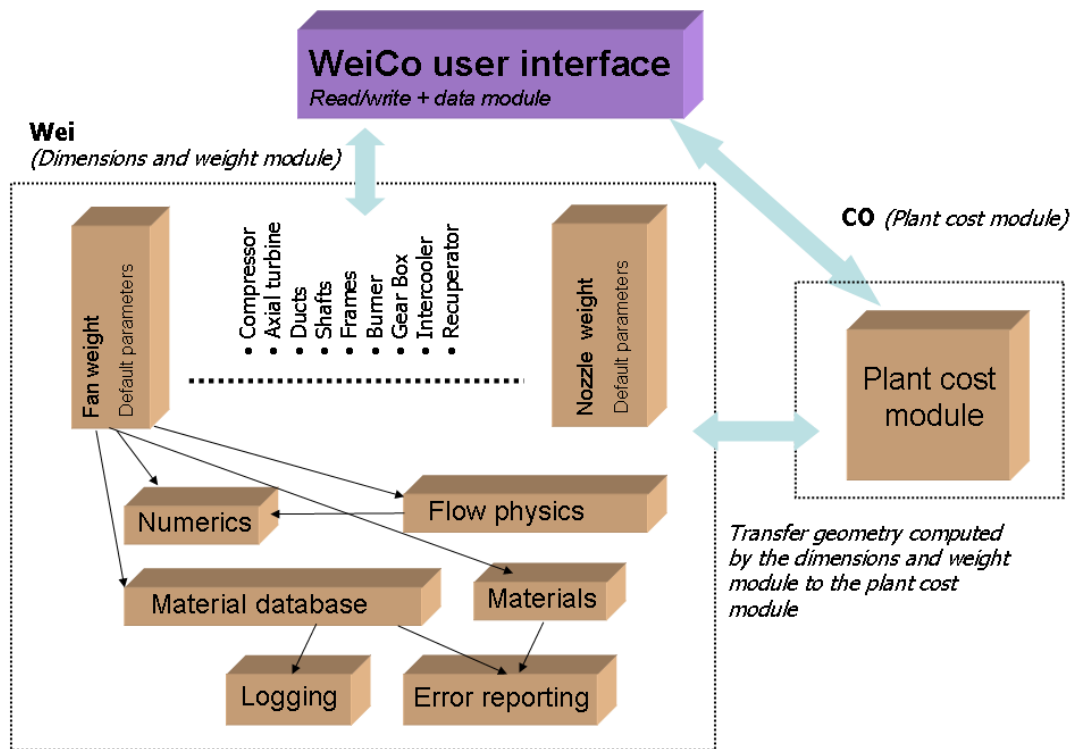 WeiCo user interface
Read/write + data module
Wei
(Dimensions and weight module)
CO (Plant cost module)
Fan weight
Default parameters
• Compressor
• Axial turbine
• Ducts
• Shafts
• Frames
• Burner
• Gear Box
• Intercooler
• Recuperator
Nozzle weight
Default parameters
Plant cost
module
Numerics
Flow physics
Transfer geometry computed
by the dimensions and weight
module to the plant cost
module
Material database
Materials
Logging
Error reporting